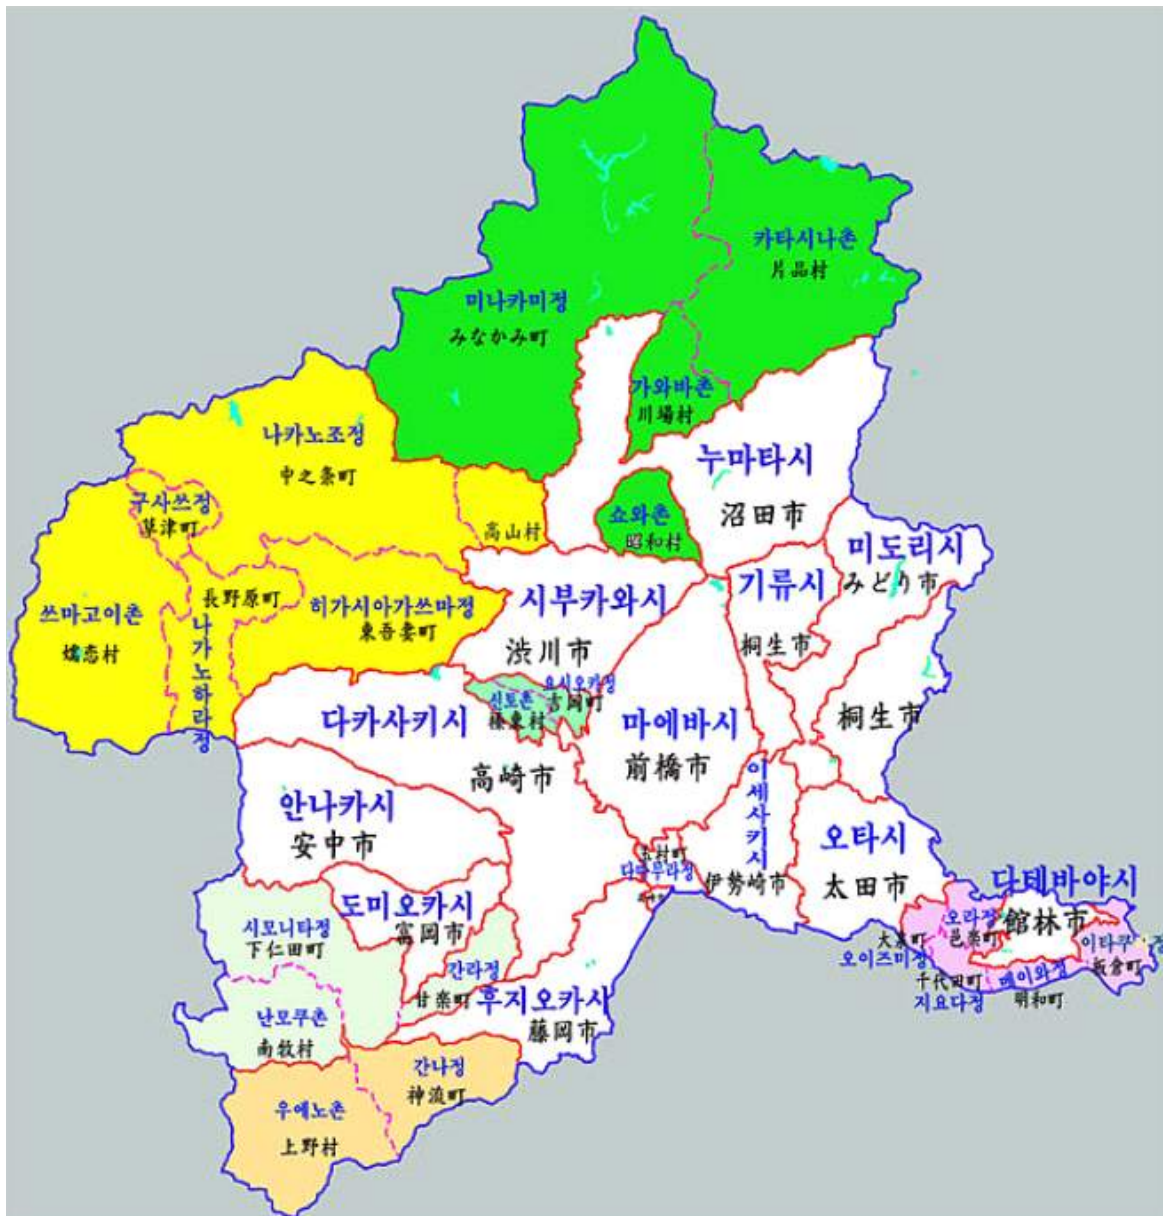 카타시나촌
片品村
미나카미정
みなかみ町
가와바촌
川場村
나카노조정
中之条町
누마타시
沼田市
구사쓰정
草津町
쇼와촌
昭和村
高山村
미도리시
みどり市
기류시
桐生市
시부카와시
渋川市
히가시아가쓰마정
東吾妻町
長野原町
나가노하라정
쓰마고이촌
嬬恋村
요시오카정
吉岡町
신토촌
榛東村
다카사키시
高崎市
마에바시
前橋市
桐生市
이세사키시
伊勢崎市
안나카시
安中市
오타시
太田市
玉村町
다마무라정
다테바야시
館林市
도미오카시
富岡市
시모니타정
下仁田町
오라정
邑楽町
大泉町
오이즈미정
이타쿠 정
板倉町
간라정
甘楽町
千代田町
지요다정
메이와정
明和町
후지오카시
藤岡市
난모쿠촌
南牧村
간나정
神流町
우에노촌
上野村